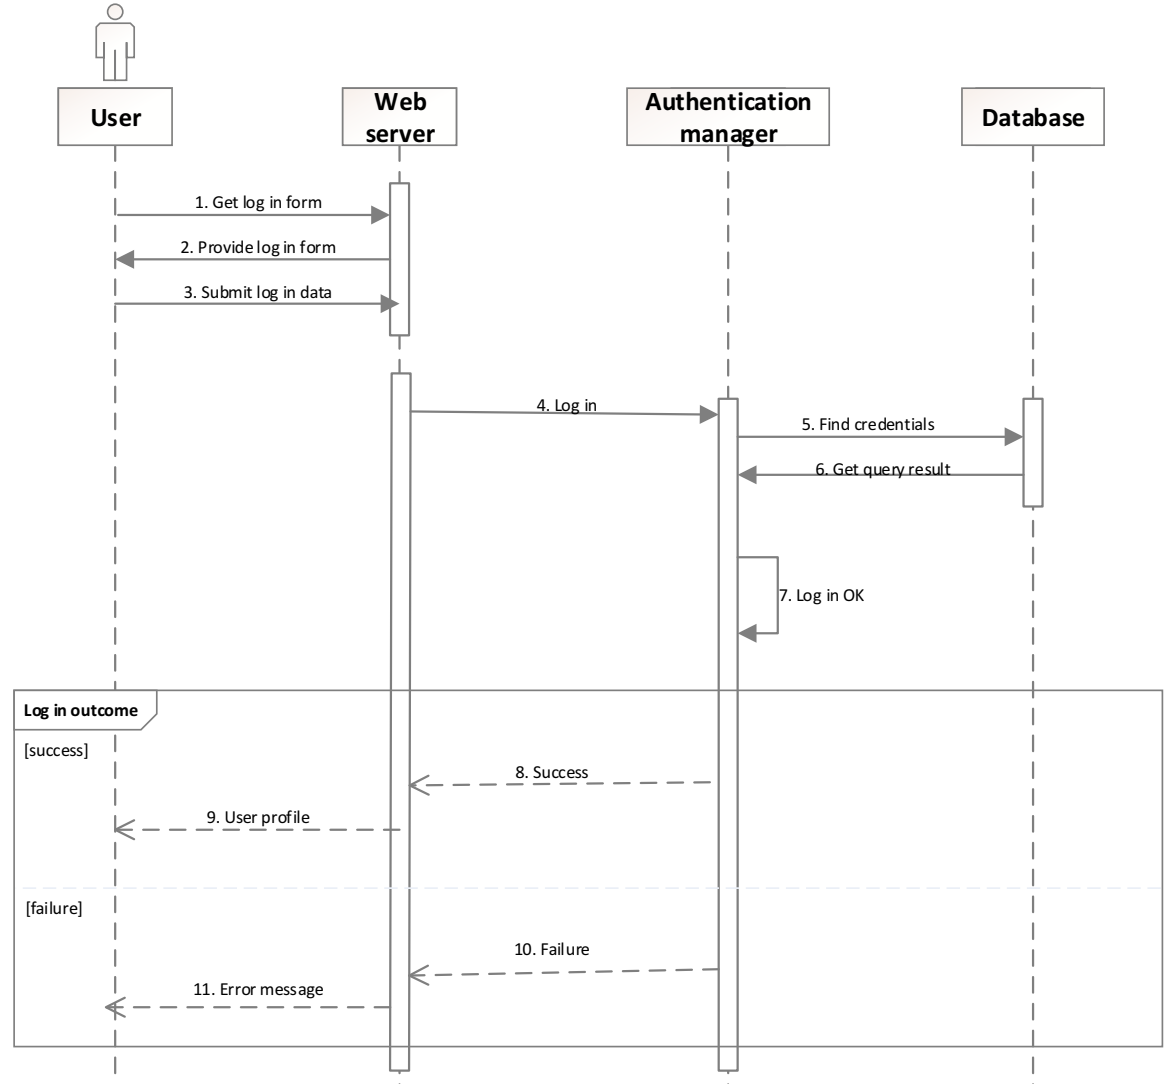 User
Web
server
Authentication
manager
Database
1. Get log in form
2. Provide log in form
3. Submit log in data
4. Log in
5. Find credentials
6. Get query result
7. Log in OK
Log in outcome
[success]
8. Success
9. User profile
[failure]
10. Failure
11. Error message